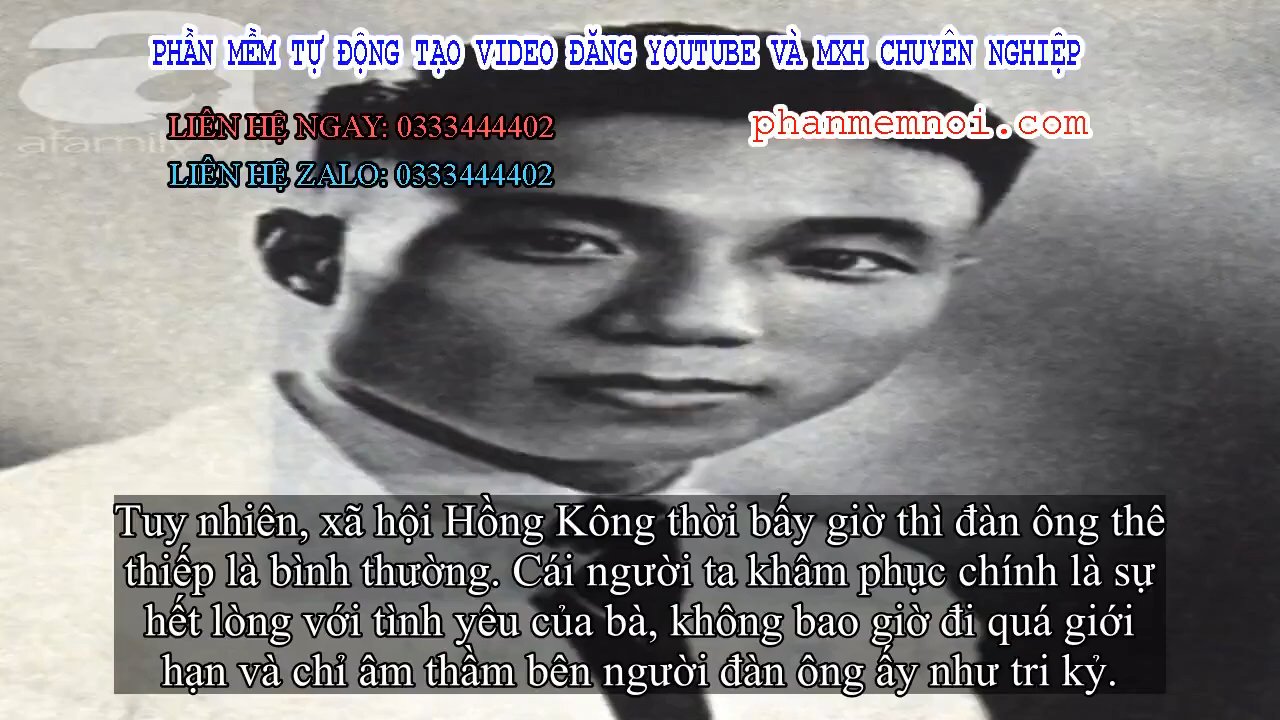 PHẦN MỀM TỰ ĐỘNG TẠO VIDEO ĐĂNG YOUTUBE VÀ MXH CHUYÊN NGHIỆP
LIÊN HỆ NGAY: 0333444402
phanmemnoi.com
afamily.vn
LIÊN HỆ ZALO: 0333444402
Tuy nhiên, xã hội Hồng Kông thời bấy giờ thì đàn ông thê
thiếp là bình thường. Cái người ta khâm phục chính là sự
hết lòng với tình yêu của bà, không bao giờ đi quá giới
hạn và chỉ âm thầm bên người đàn ông ấy như tri kỷ.